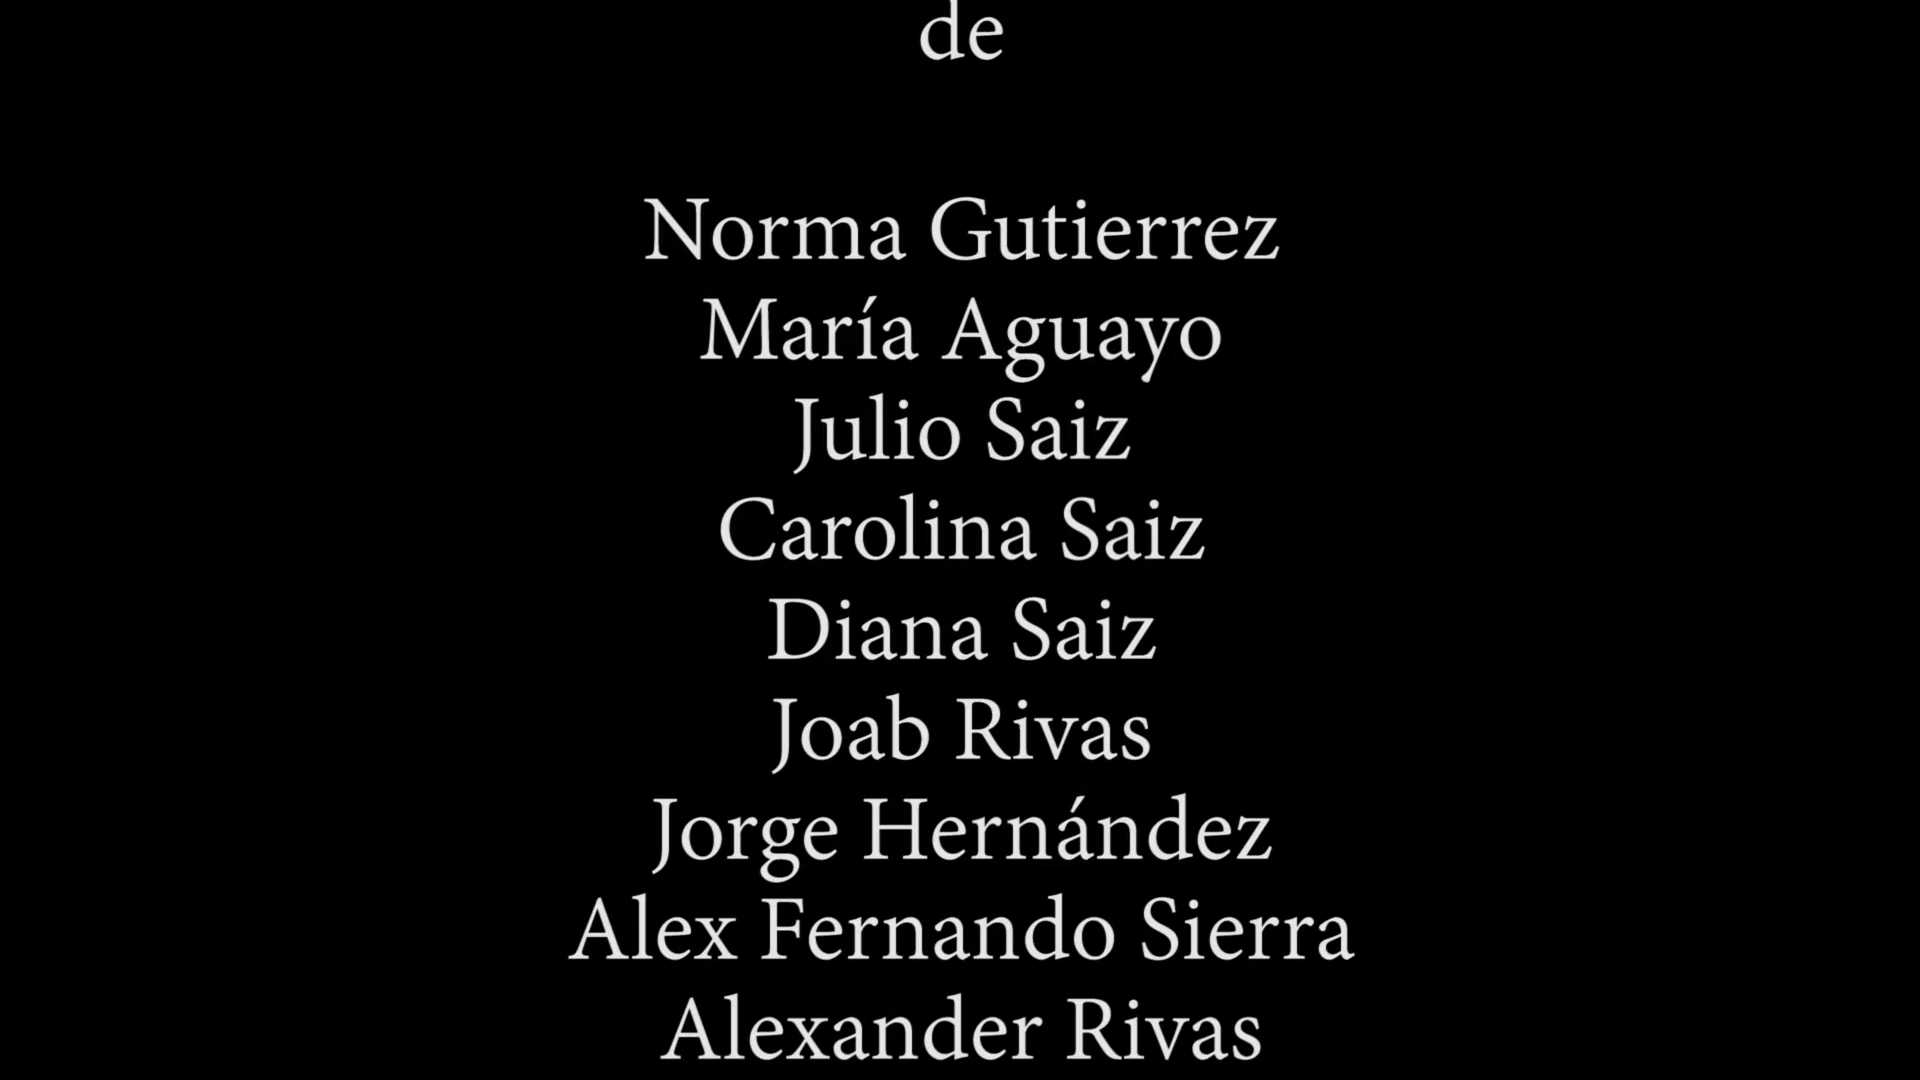 de
Norma Gutierrez
María Aguayo
Julio Saiz
Carolina Saiz
Diana Saiz
Joab Rivas
Jorge Hernández
Alex Fernando Sierra
Alexander Rivas